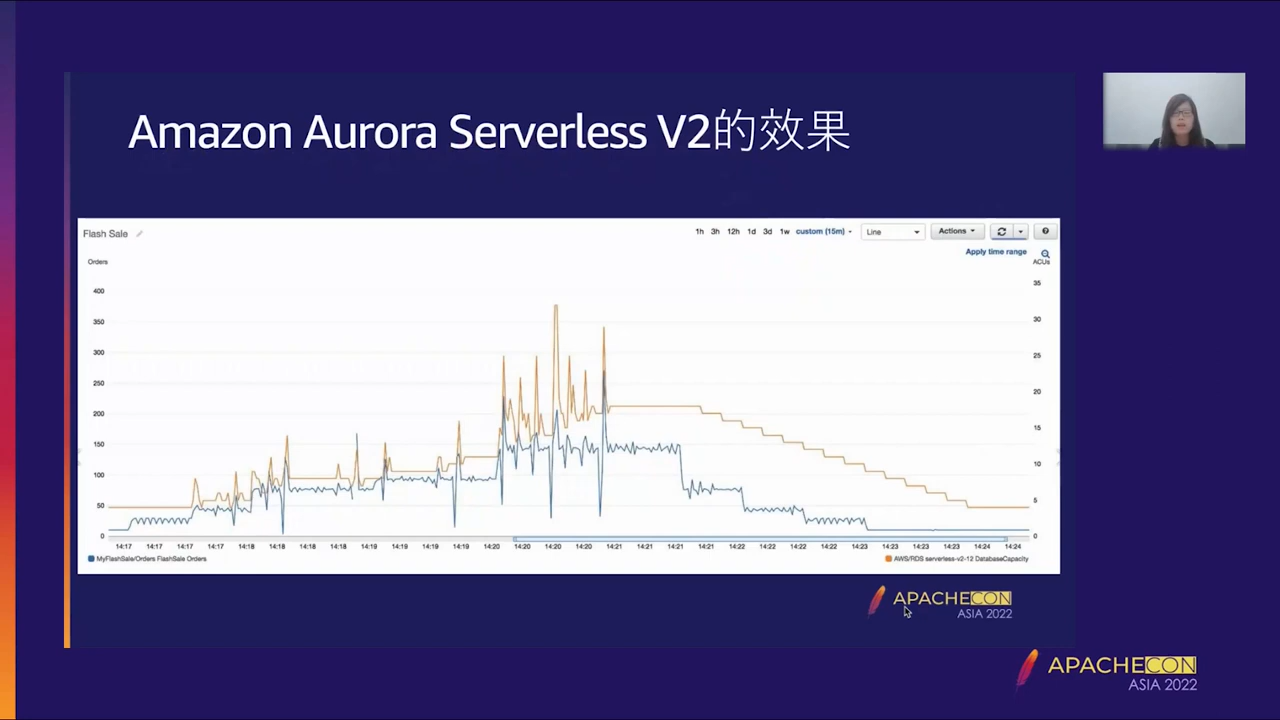 Amazon Aurora Serverless V2的效果
Flash Sale
1h 3h 12h 1d 3d 1w custom (15m)
Line
Actions
Apply time range
Orders
ACUs
400
350
300
250
200
150
100
50
0
35
30
25
20
15
10
5
0
14:17 14:17 14:17 14:17 14:18 14:18 14:18 14:18 14:19 14:19 14:19 14:19 14:20 14:20 14:20 14:20 14:21 14:21 14:21 14:21 14:22 14:22 14:22 14:22 14:23 14:23 14:23 14:23 14:24 14:24
MyFlashSale/Orders FlashSale Orders
AWS/RDS serverless-v2-12 DatabaseCapacity
APACHECON
ASIA 2022
APACHECON
ASIA 2022